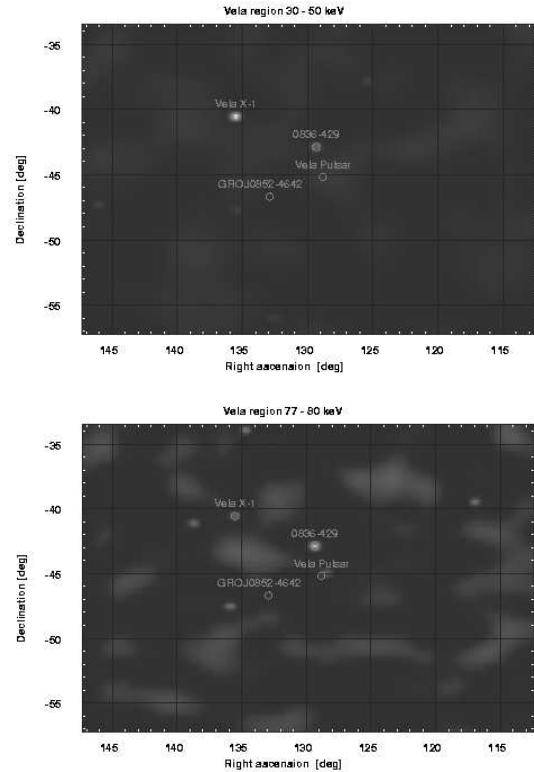 Vela region 30 - 50 keV
-35
-40
-45
-50
-55
Declination [deg]
Vela X-1
0836-429
Vela Pulsar
GROJ0852-4642
145 140 135 130 125 120 115
Right ascension [deg]
Vela region 77 - 80 keV
-35
-40
-45
-50
-55
Declination [deg]
Vela X-1
0836-429
Vela Pulsar
GROJ0852-4642
145 140 135 130 125 120 115
Right ascension [deg]